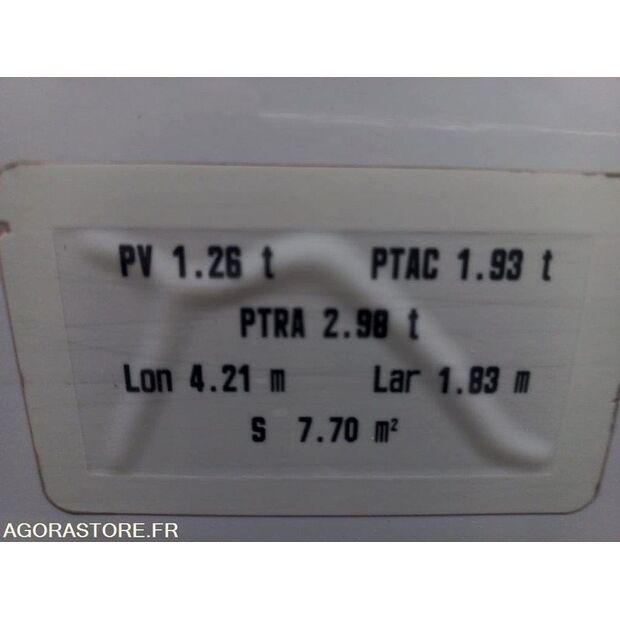 PV 1.26 t PTAC 1.93 t
PTRA 2.98 t
Lon 4.21 m Lar 1.83 m
S 7.70 m²
AGORASTORE.FR